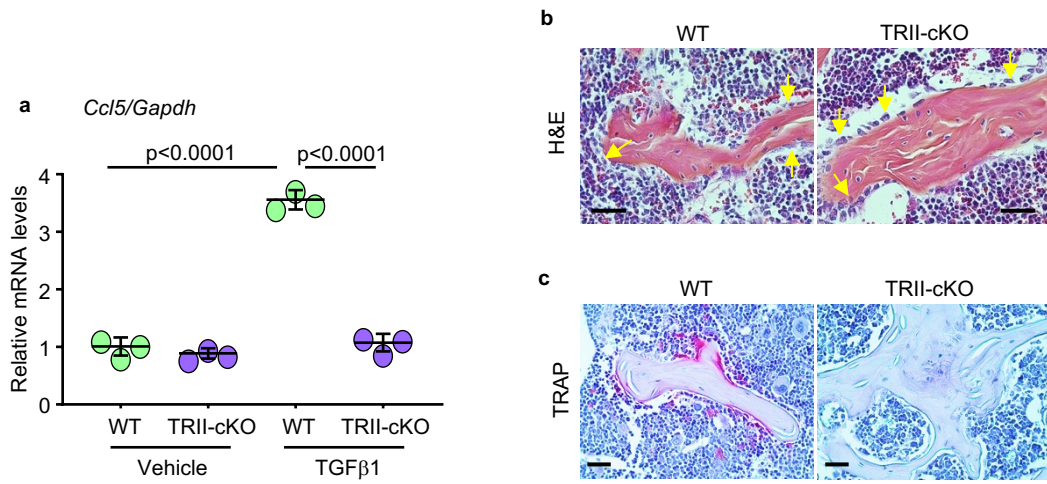 a
Ccl5/Gapdh
p<0.0001 p<0.0001
Relative mRNA levels
4
3
2
1
0
WT TRII-cKO WT TRII-cKO
Vehicle TGFβ1
b
WT TRII-cKO
H&E
c
WT TRII-cKO
TRAP